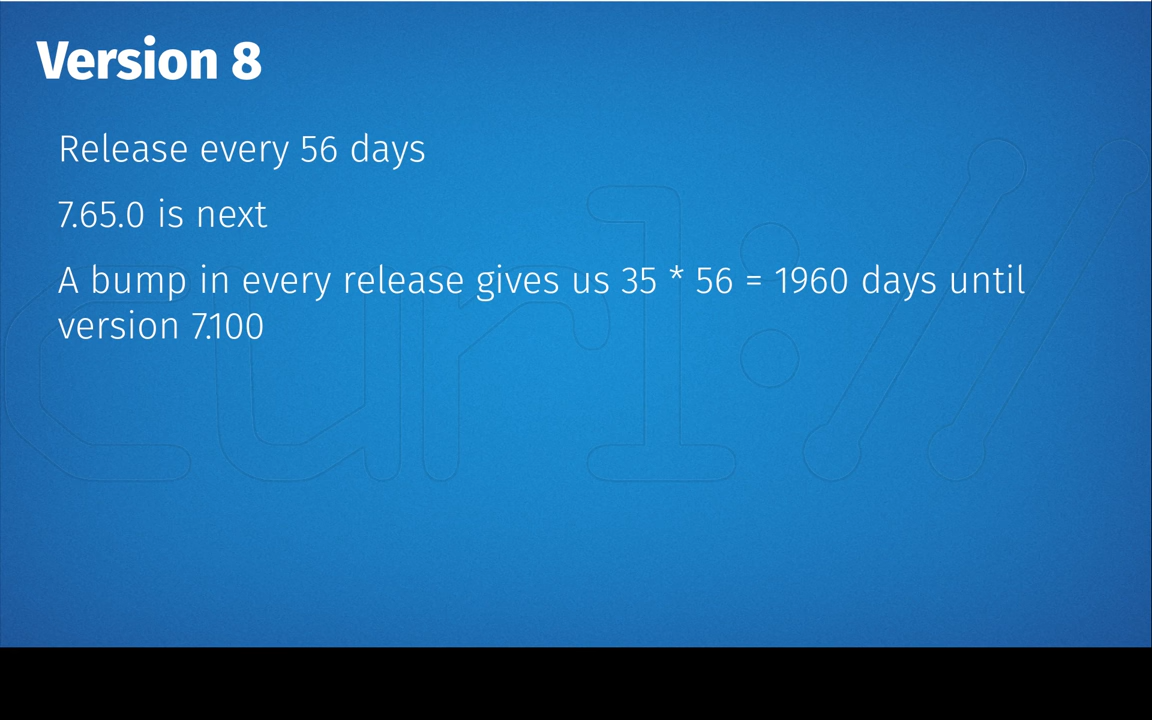 Version 8
Release every 56 days
7.65.0 is next
A bump in every release gives us 35 * 56 = 1960 days until
version 7.100
curl://